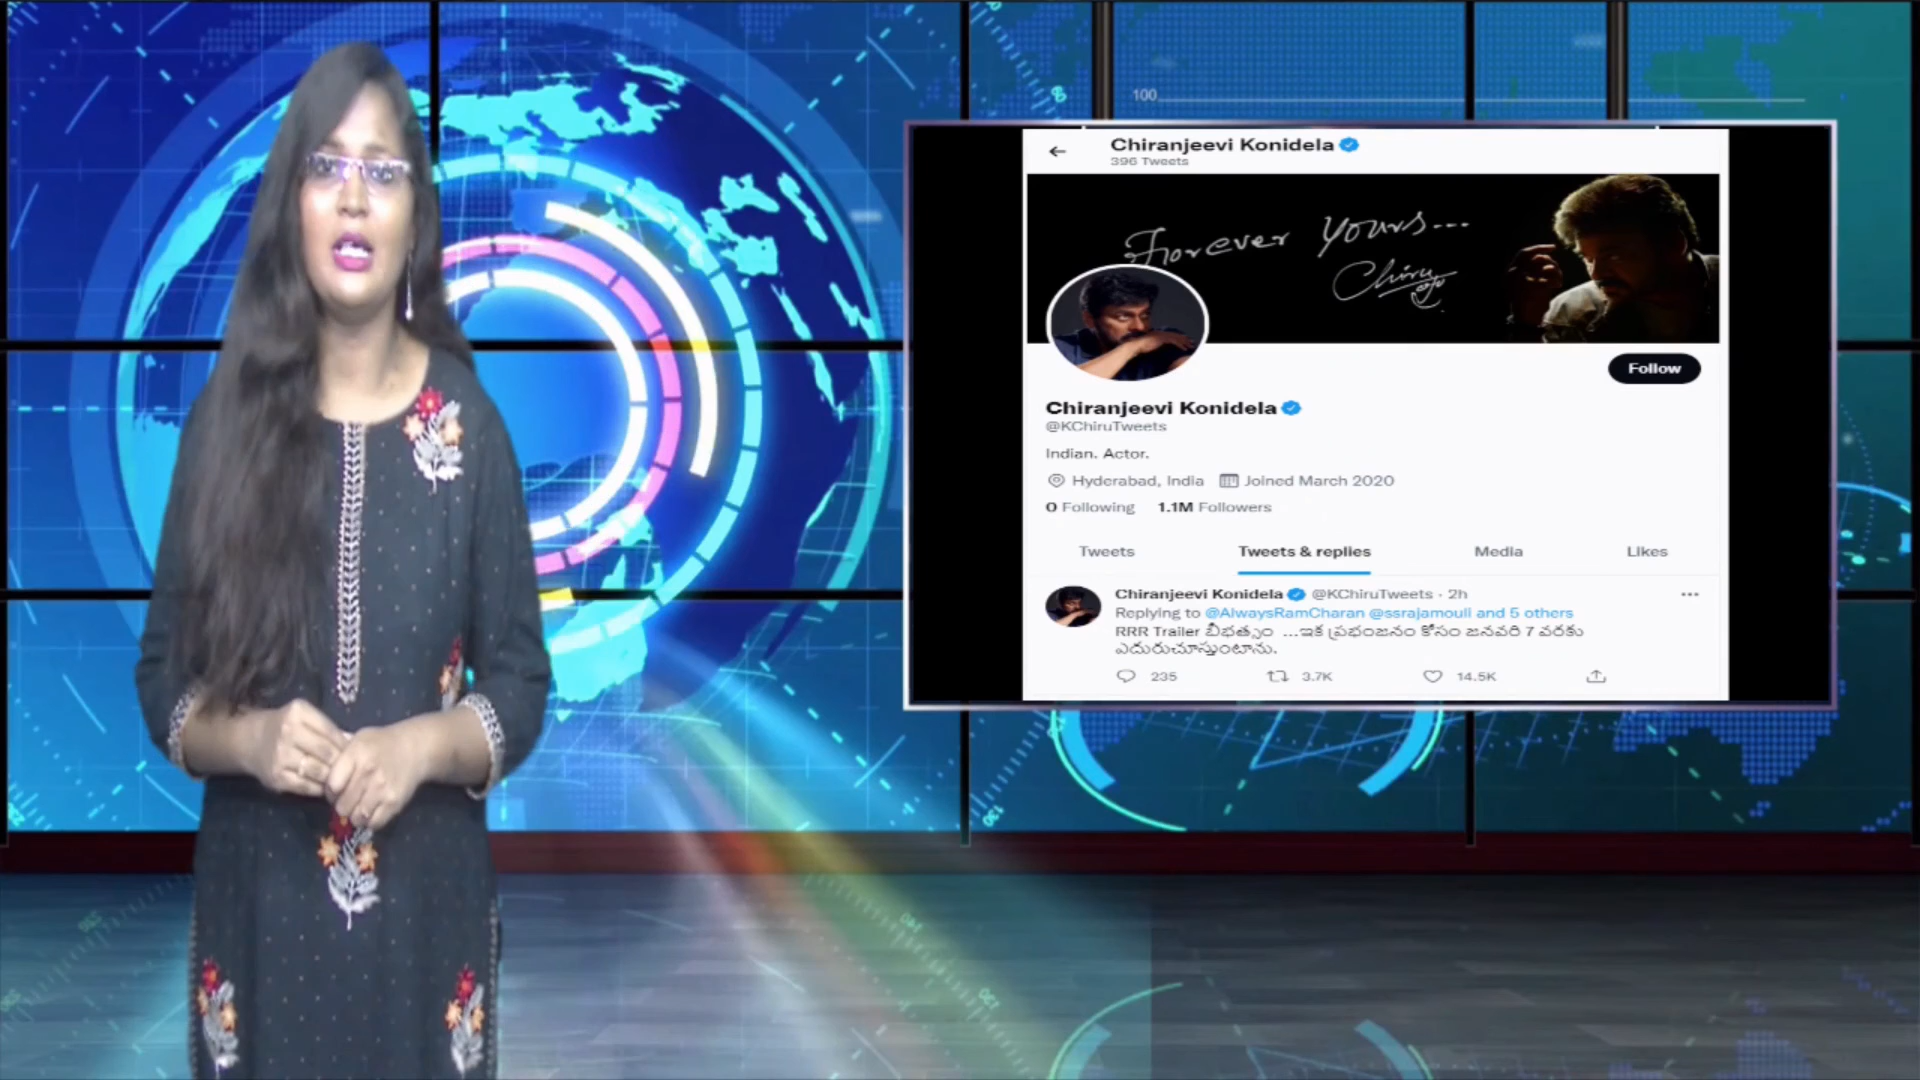 100
Chiranjeevi Konidela
396 Tweets
Forever Yours...
Chiru
Follow
Chiranjeevi Konidela
@KChiruTweets
Indian. Actor.
Hyderabad, India Joined March 2020
0 Following 1.1M Followers
Tweets Tweets & replies Media Likes
Chiranjeevi Konidela @KChiruTweets · 2h
Replying to @AlwaysRamCharan @ssrajamouli and 5 others
RRR Trailer బీభత్సం ...ఇక ప్రభంజనం కోసం జనవరి 7 వరకు
ఎదురుచూస్తుంటాను.
235 3.7K 14.5K